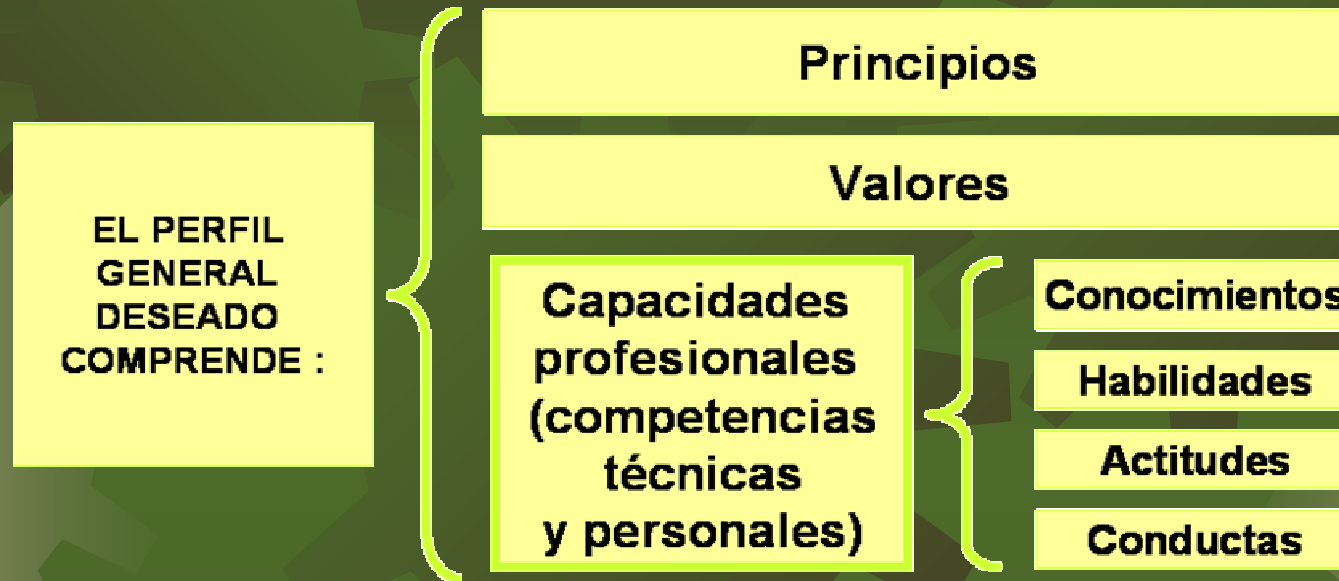 EL PERFIL
GENERAL
DESEADO
COMPRENDE :
Principios
Valores
Capacidades
profesionales
(competencias
técnicas
y personales)
Conocimientos
Habilidades
Actitudes
Conductas